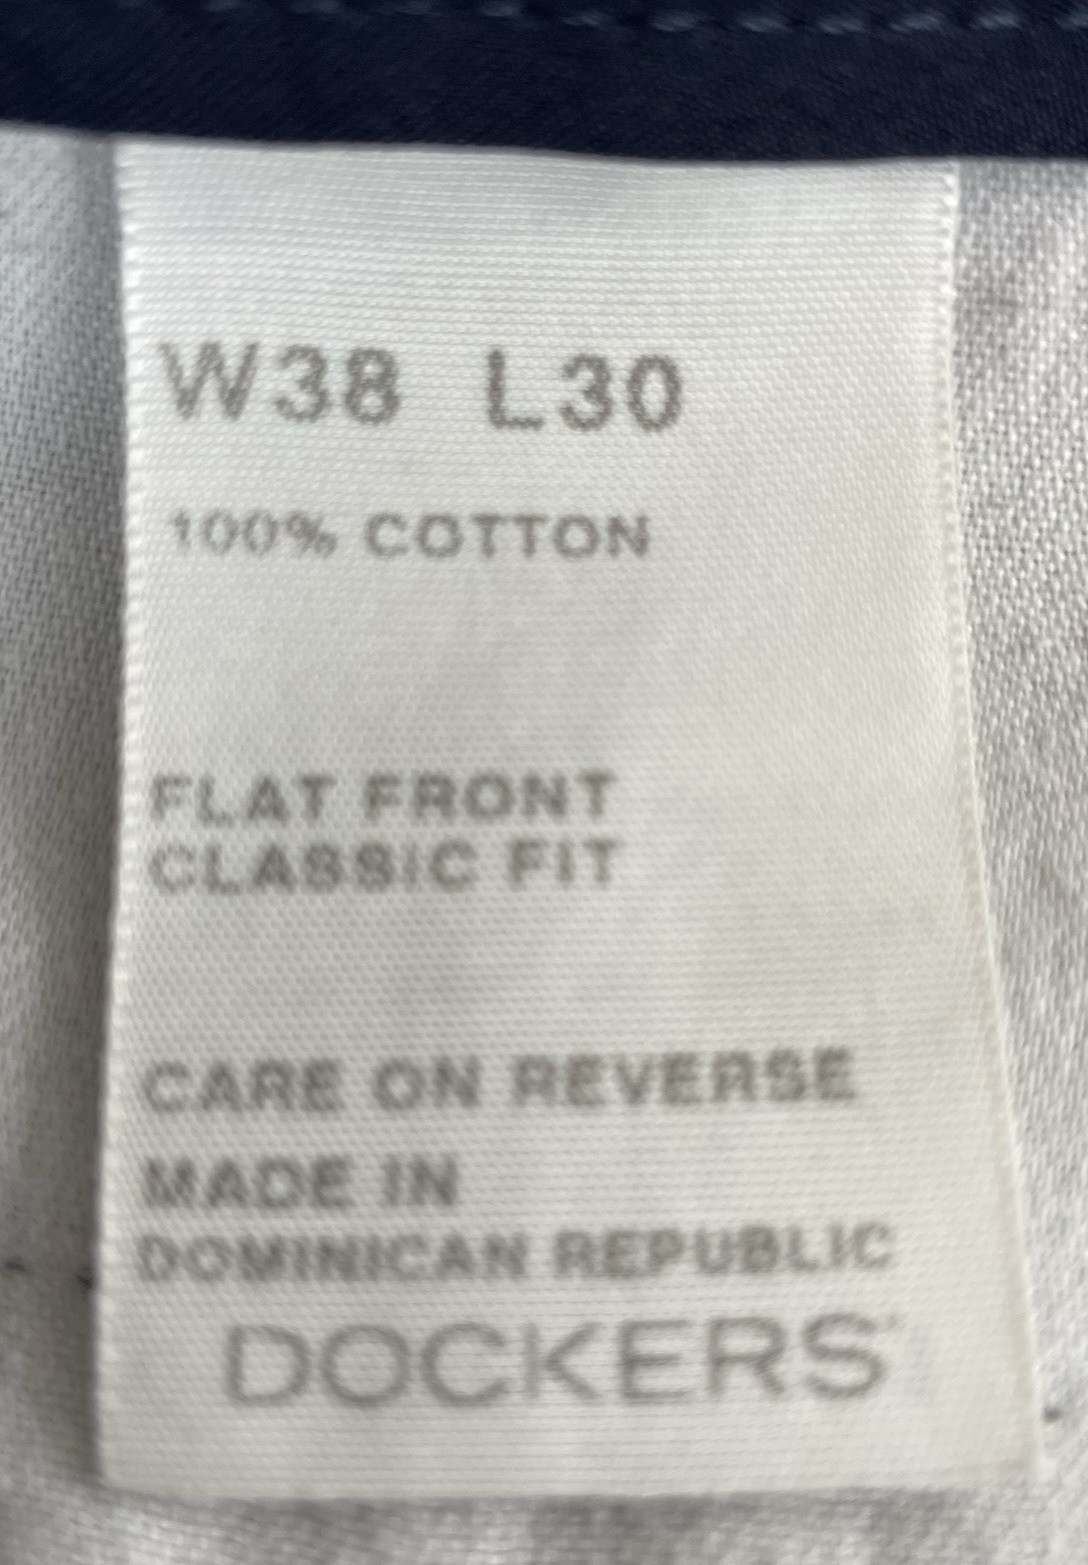 W38 L30
100% COTTON
FLAT FRONT
CLASSIC FIT
CARE ON REVERSE
MADE IN
DOMINICAN REPUBLIC
DOCKERS